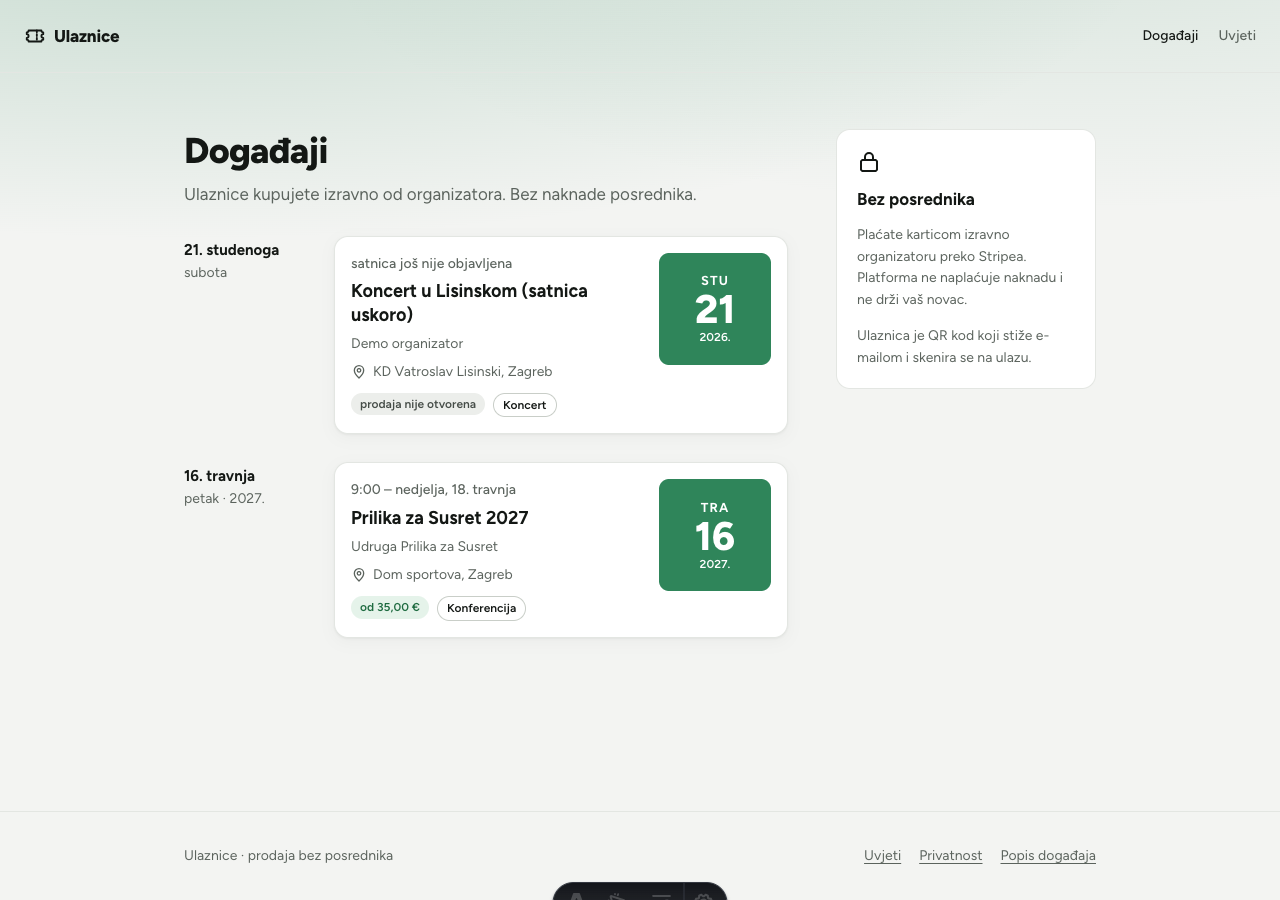 Ulaznice
Događaji
Uvjeti
Događaji
Ulaznice kupujete izravno od organizatora. Bez naknade posrednika.
21. studenoga
subota
satnica još nije objavljena
Koncert u Lisinskom (satnica
uskoro)
Demo organizator
KD Vatroslav Lisinski, Zagreb
prodaja nije otvorena
Koncert
STU
21
2026.
16. travnja
petak · 2027.
9:00 – nedjelja, 18. travnja
Prilika za Susret 2027
Udruga Prilika za Susret
Dom sportova, Zagreb
od 35,00 €
Konferencija
TRA
16
2027.
Bez posrednika
Plaćate karticom izravno
organizatoru preko Stripea.
Platforma ne naplaćuje naknadu i
ne drži vaš novac.
Ulaznica je QR kod koji stiže e-
mailom i skenira se na ulazu.
Ulaznice · prodaja bez posrednika
Uvjeti
Privatnost
Popis događaja